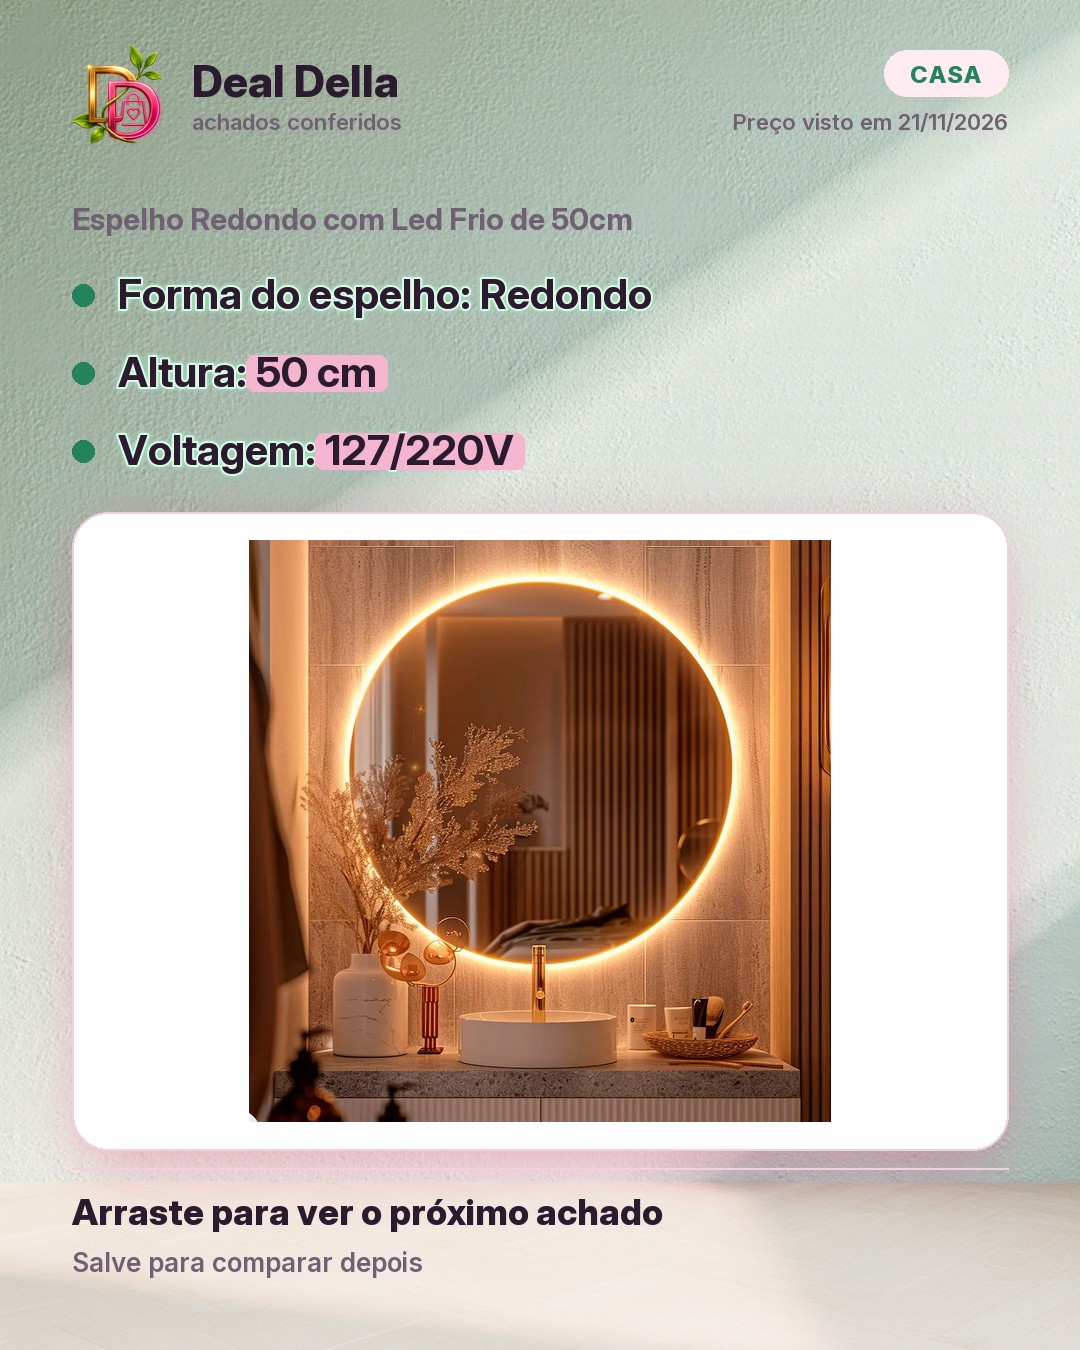 Deal Della
achados conferidos
CASA
Preço visto em 21/11/2026
Espelho Redondo com Led Frio de 50cm
Forma do espelho: Redondo
Altura: 50 cm
Voltagem: 127/220V
Arraste para ver o próximo achado
Salve para comparar depois